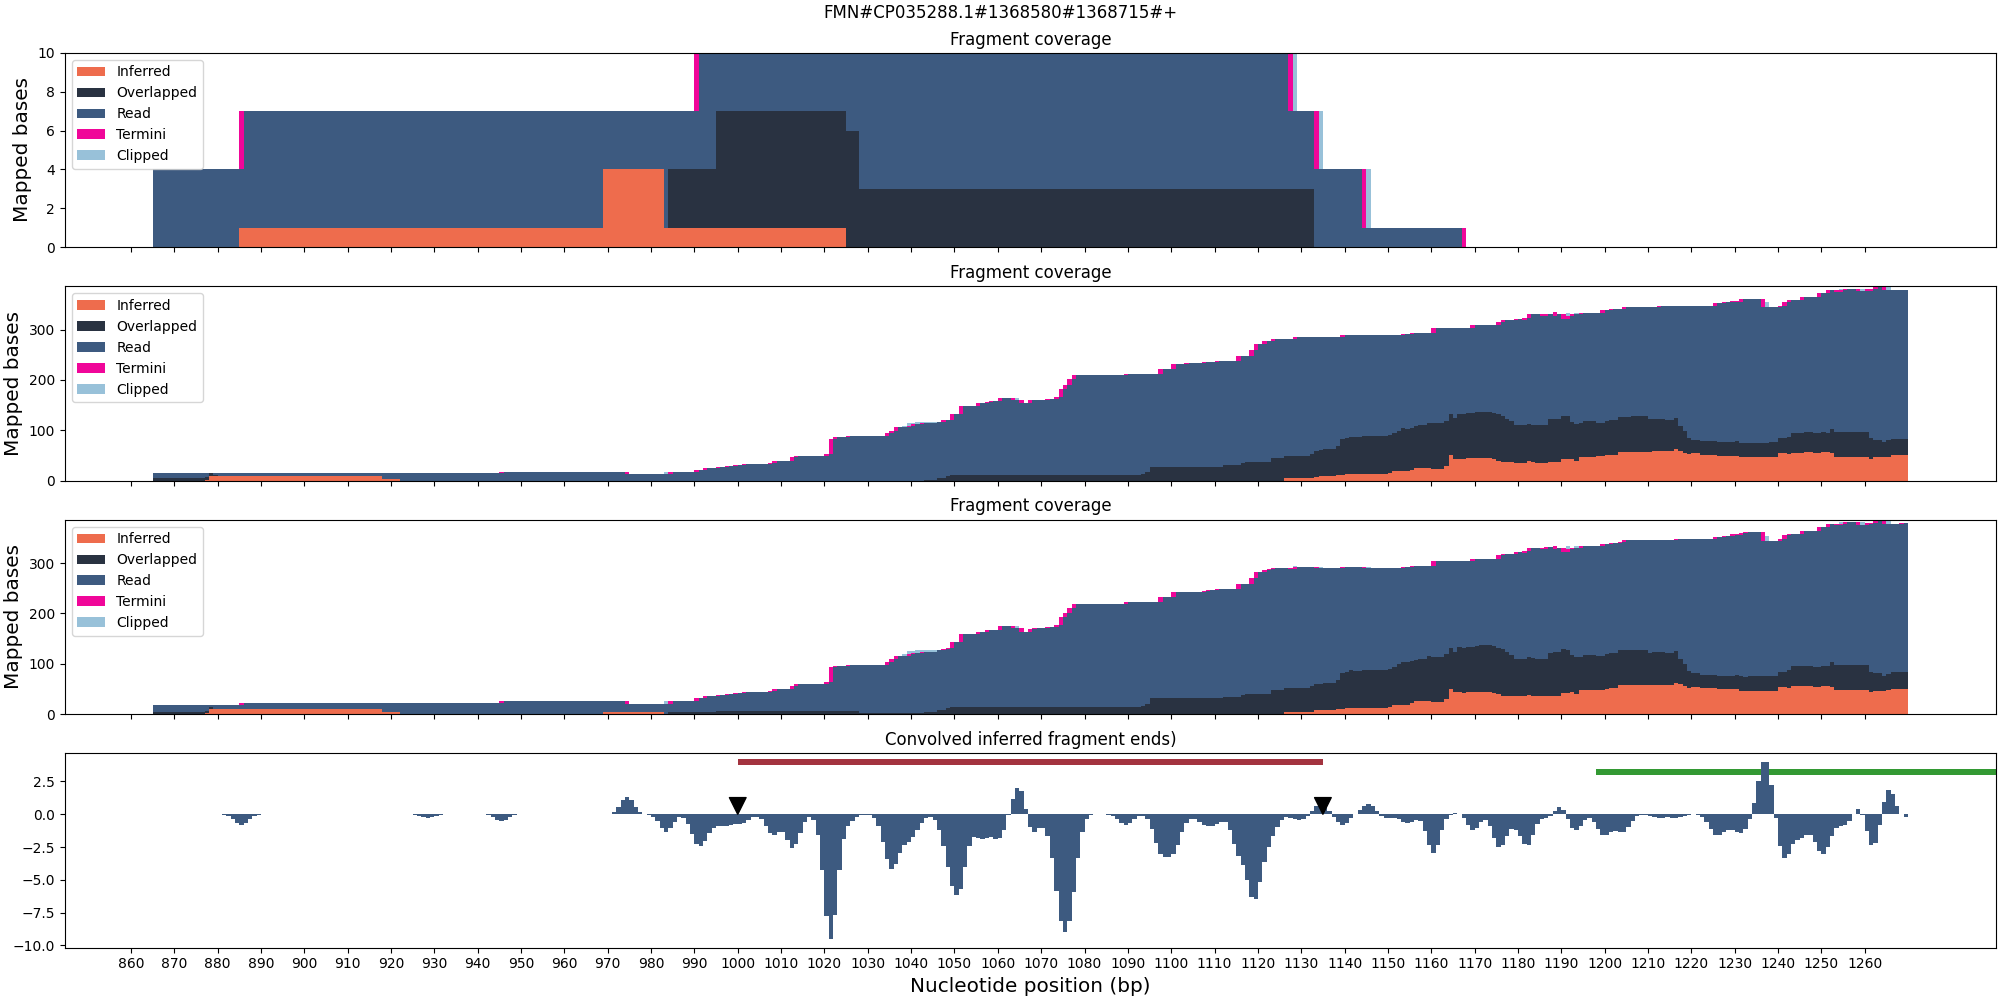 FMN#CP035288.1#1368580#1368715#+
Fragment coverage
Mapped bases
10
8
6
4
2
0
Inferred
Overlapped
Read
Termini
Clipped
Fragment coverage
Mapped bases
300
200
100
0
Inferred
Overlapped
Read
Termini
Clipped
Fragment coverage
Mapped bases
300
200
100
0
Inferred
Overlapped
Read
Termini
Clipped
Convolved inferred fragment ends)
2.5
0.0
−2.5
−5.0
−7.5
−10.0
860 870 880 890 900 910 920 930 940 950 960 970 980 990 1000 1010 1020 1030 1040 1050 1060 1070 1080 1090 1100 1110 1120 1130 1140 1150 1160 1170 1180 1190 1200 1210 1220 1230 1240 1250 1260
Nucleotide position (bp)